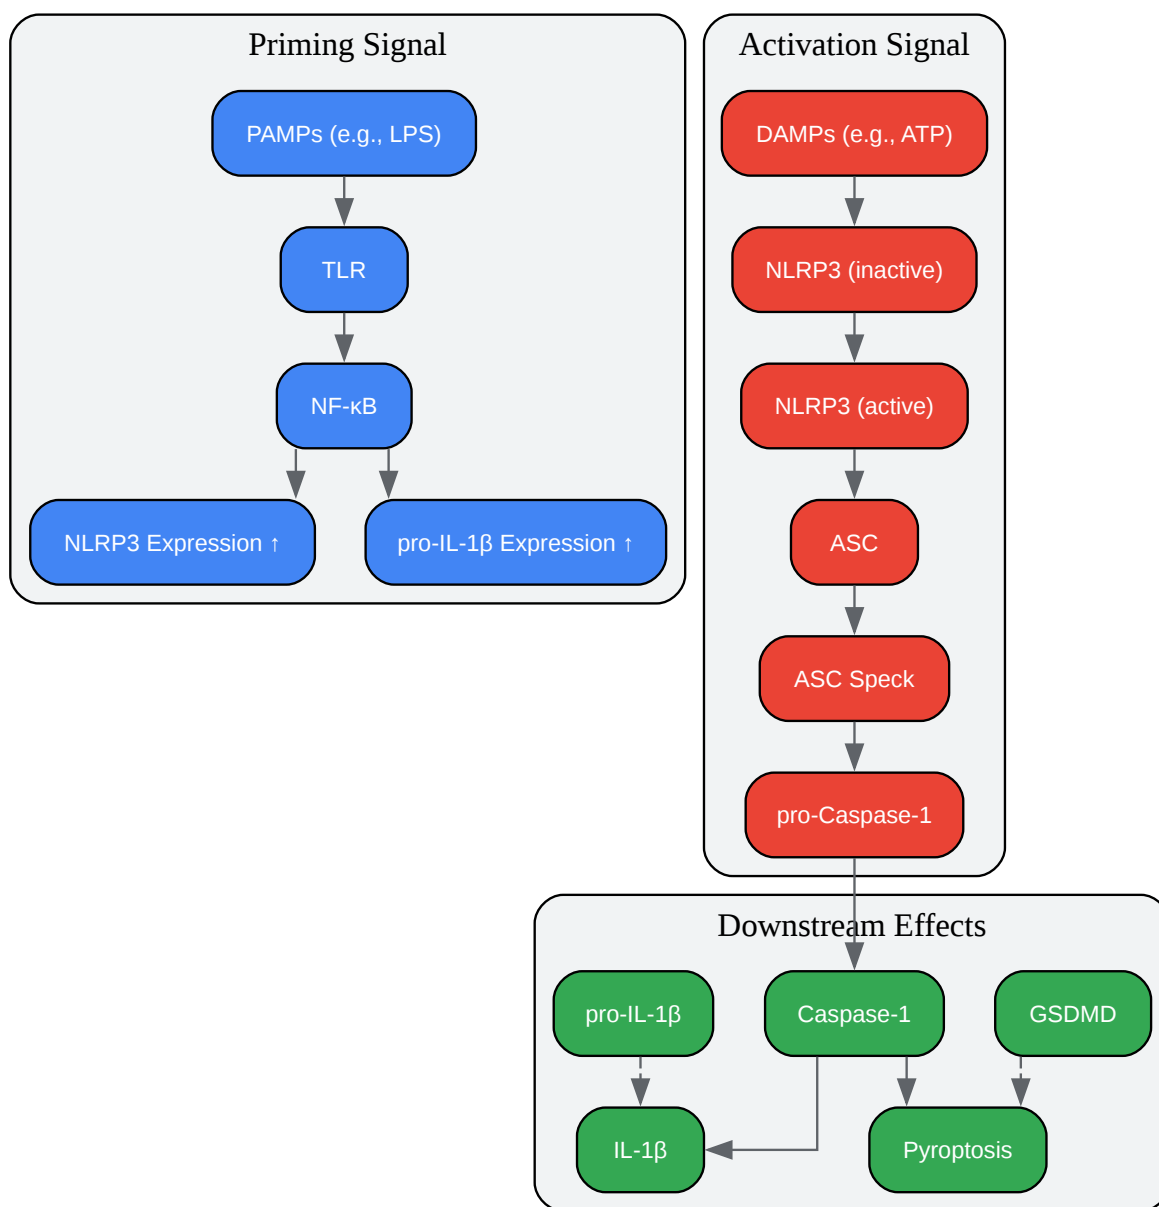 Priming Signal
PAMPs (e.g., LPS)
TLR
NF-κB
NLRP3 Expression ↑
pro-IL-1β Expression ↑
Activation Signal
DAMPs (e.g., ATP)
NLRP3 (inactive)
NLRP3 (active)
ASC
ASC Speck
pro-Caspase-1
Downstream Effects
pro-IL-1β
Caspase-1
GSDMD
IL-1β
Pyroptosis